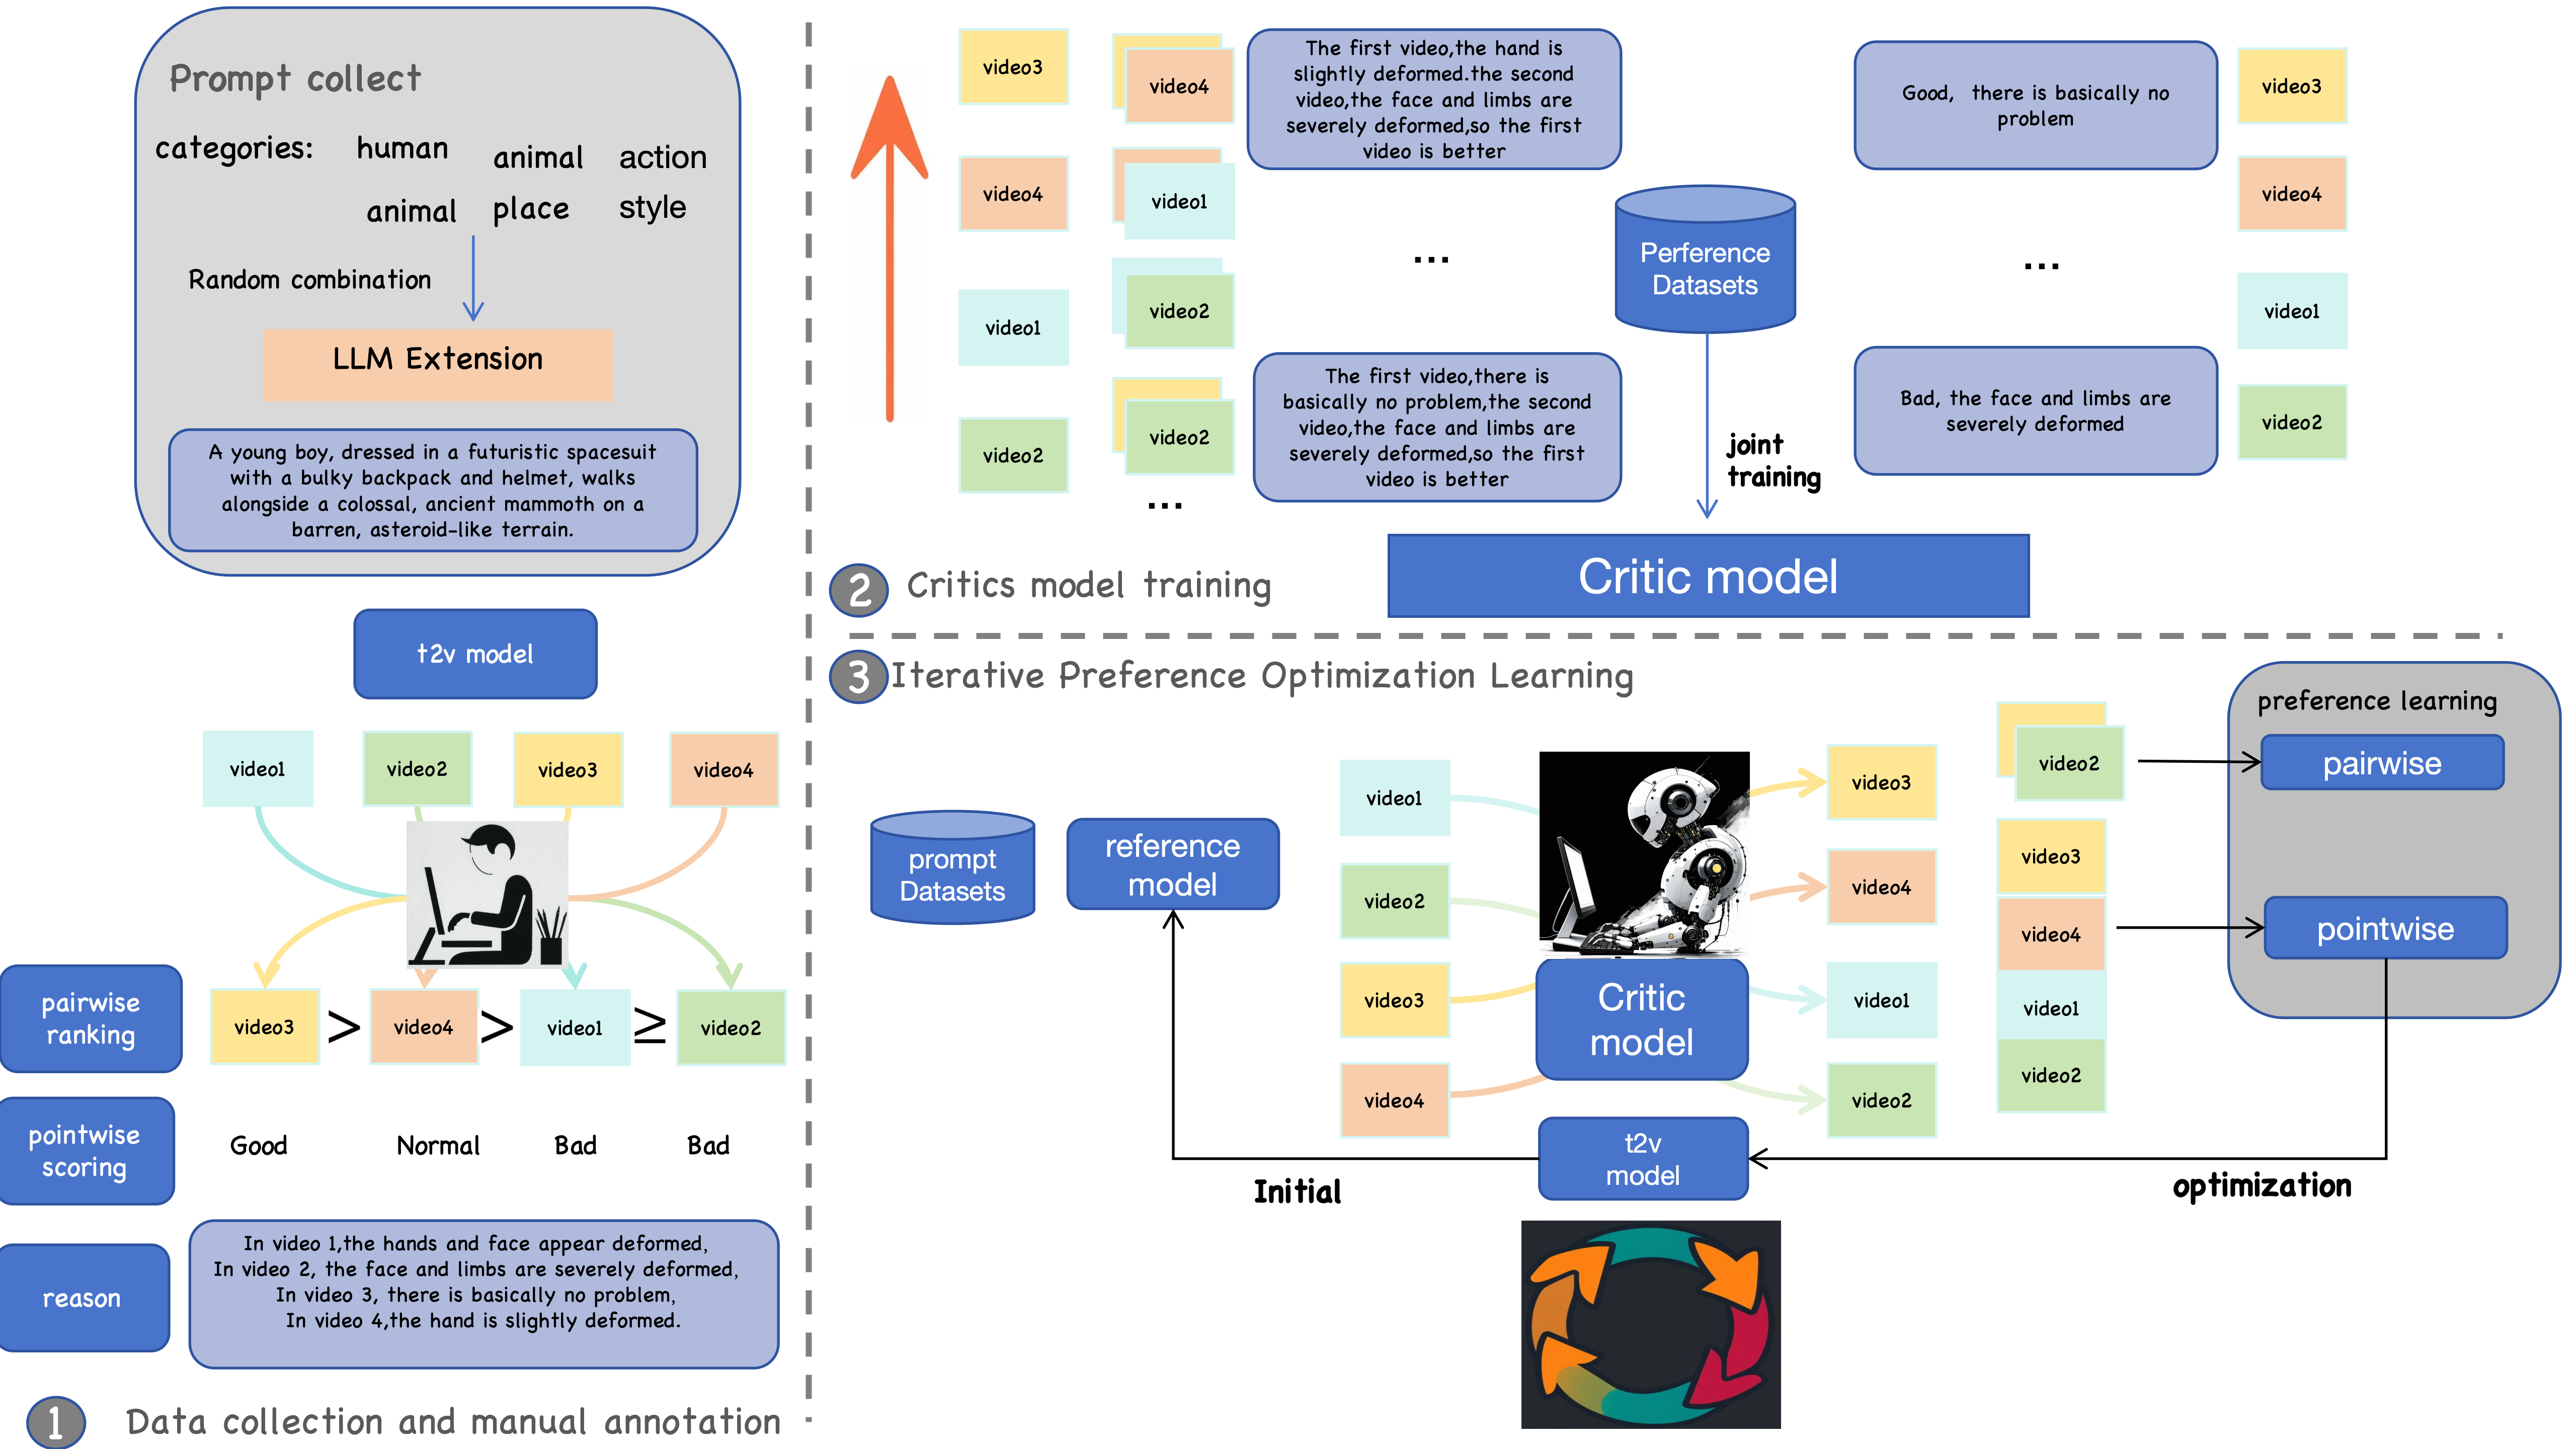 Prompt collect
categories: human animal action
animal place style
Random combination
LLM Extension
A young boy, dressed in a futuristic spacesuit
with a bulky backpack and helmet, walks
alongside a colossal, ancient mammoth on a
barren, asteroid-like terrain.
t2v model
video1 video2 video3 video4
pairwise
ranking
video3 > video4 > video1 ≥ video2
pointwise
scoring
Good Normal Bad Bad
reason
In video 1,the hands and face appear deformed,
In video 2, the face and limbs are severely deformed,
In video 3, there is basically no problem,
In video 4,the hand is slightly deformed.
1 Data collection and manual annotation
video3
video4
video1
video2
video4
video1
video2
video2
...
The first video,the hand is
slightly deformed.the second
video,the face and limbs are
severely deformed,so the first
video is better
...
The first video,there is
basically no problem,the second
video,the face and limbs are
severely deformed,so the first
video is better
Perference
Datasets
joint
training
Good, there is basically no
problem
...
Bad, the face and limbs are
severely deformed
video3
video4
video1
video2
Critic model
2 Critics model training
3 Iterative Preference Optimization Learning
prompt
Datasets
reference
model
video1
video2
video3
video4
Critic
model
video3
video4
video1
video2
video2
video3
video4
video1
video2
preference learning
pairwise
pointwise
t2v
model
Initial
optimization